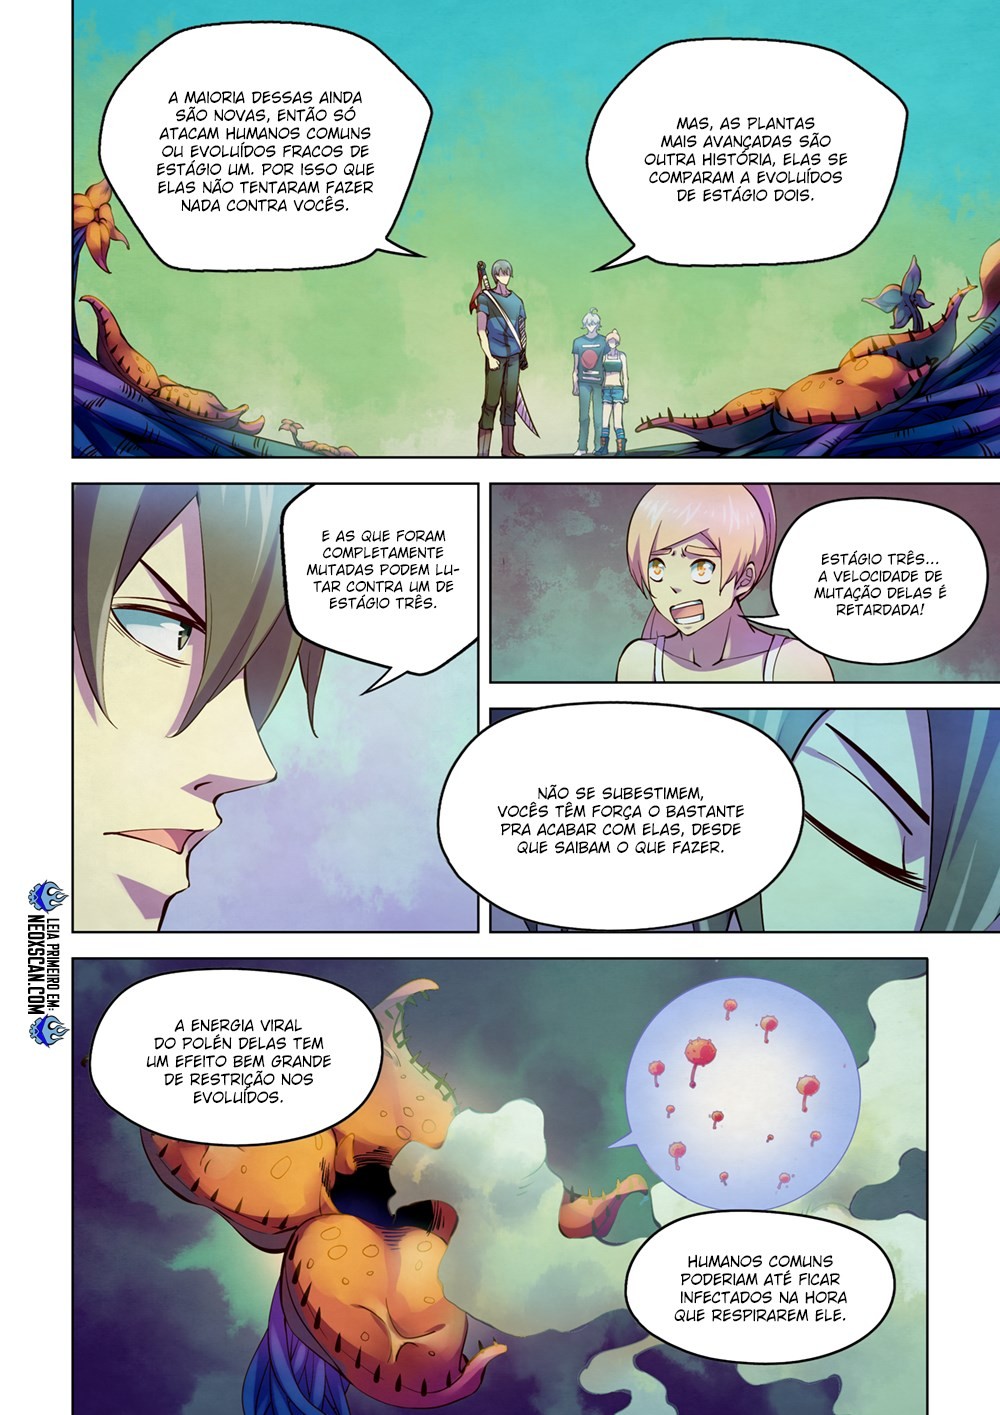 A MAIORIA DESSAS AINDA
SÃO NOVAS, ENTÃO SÓ
ATACAM HUMANOS COMUNS
OU EVOLUÍDOS FRACOS DE
ESTÁGIO UM. POR ISSO QUE
ELAS NÃO TENTARAM FAZER
NADA CONTRA VOCÊS.
MAS, AS PLANTAS
MAIS AVANÇADAS SÃO
OUTRA HISTÓRIA, ELAS SE
COMPARAM A EVOLUÍDOS
DE ESTÁGIO DOIS.
E AS QUE FORAM
COMPLETAMENTE
MUTADAS PODEM LU-
TAR CONTRA UM DE
ESTÁGIO TRÊS.
ESTÁGIO TRÊS...
A VELOCIDADE DE
MUTAÇÃO DELAS É
RETARDADA!
NÃO SE SUBESTIMEM,
VOCÊS TÊM FORÇA O BASTANTE
PRA ACABAR COM ELAS, DESDE
QUE SAIBAM O QUE FAZER.
LEIA PRIMEIRO EM:
NEOXSCAN.COM
A ENERGIA VIRAL
DO POLÉN DELAS TEM
UM EFEITO BEM GRANDE
DE RESTRIÇÃO NOS
EVOLUÍDOS.
HUMANOS COMUNS
PODERIAM ATÉ FICAR
INFECTADOS NA HORA
QUE RESPIRAREM ELE.